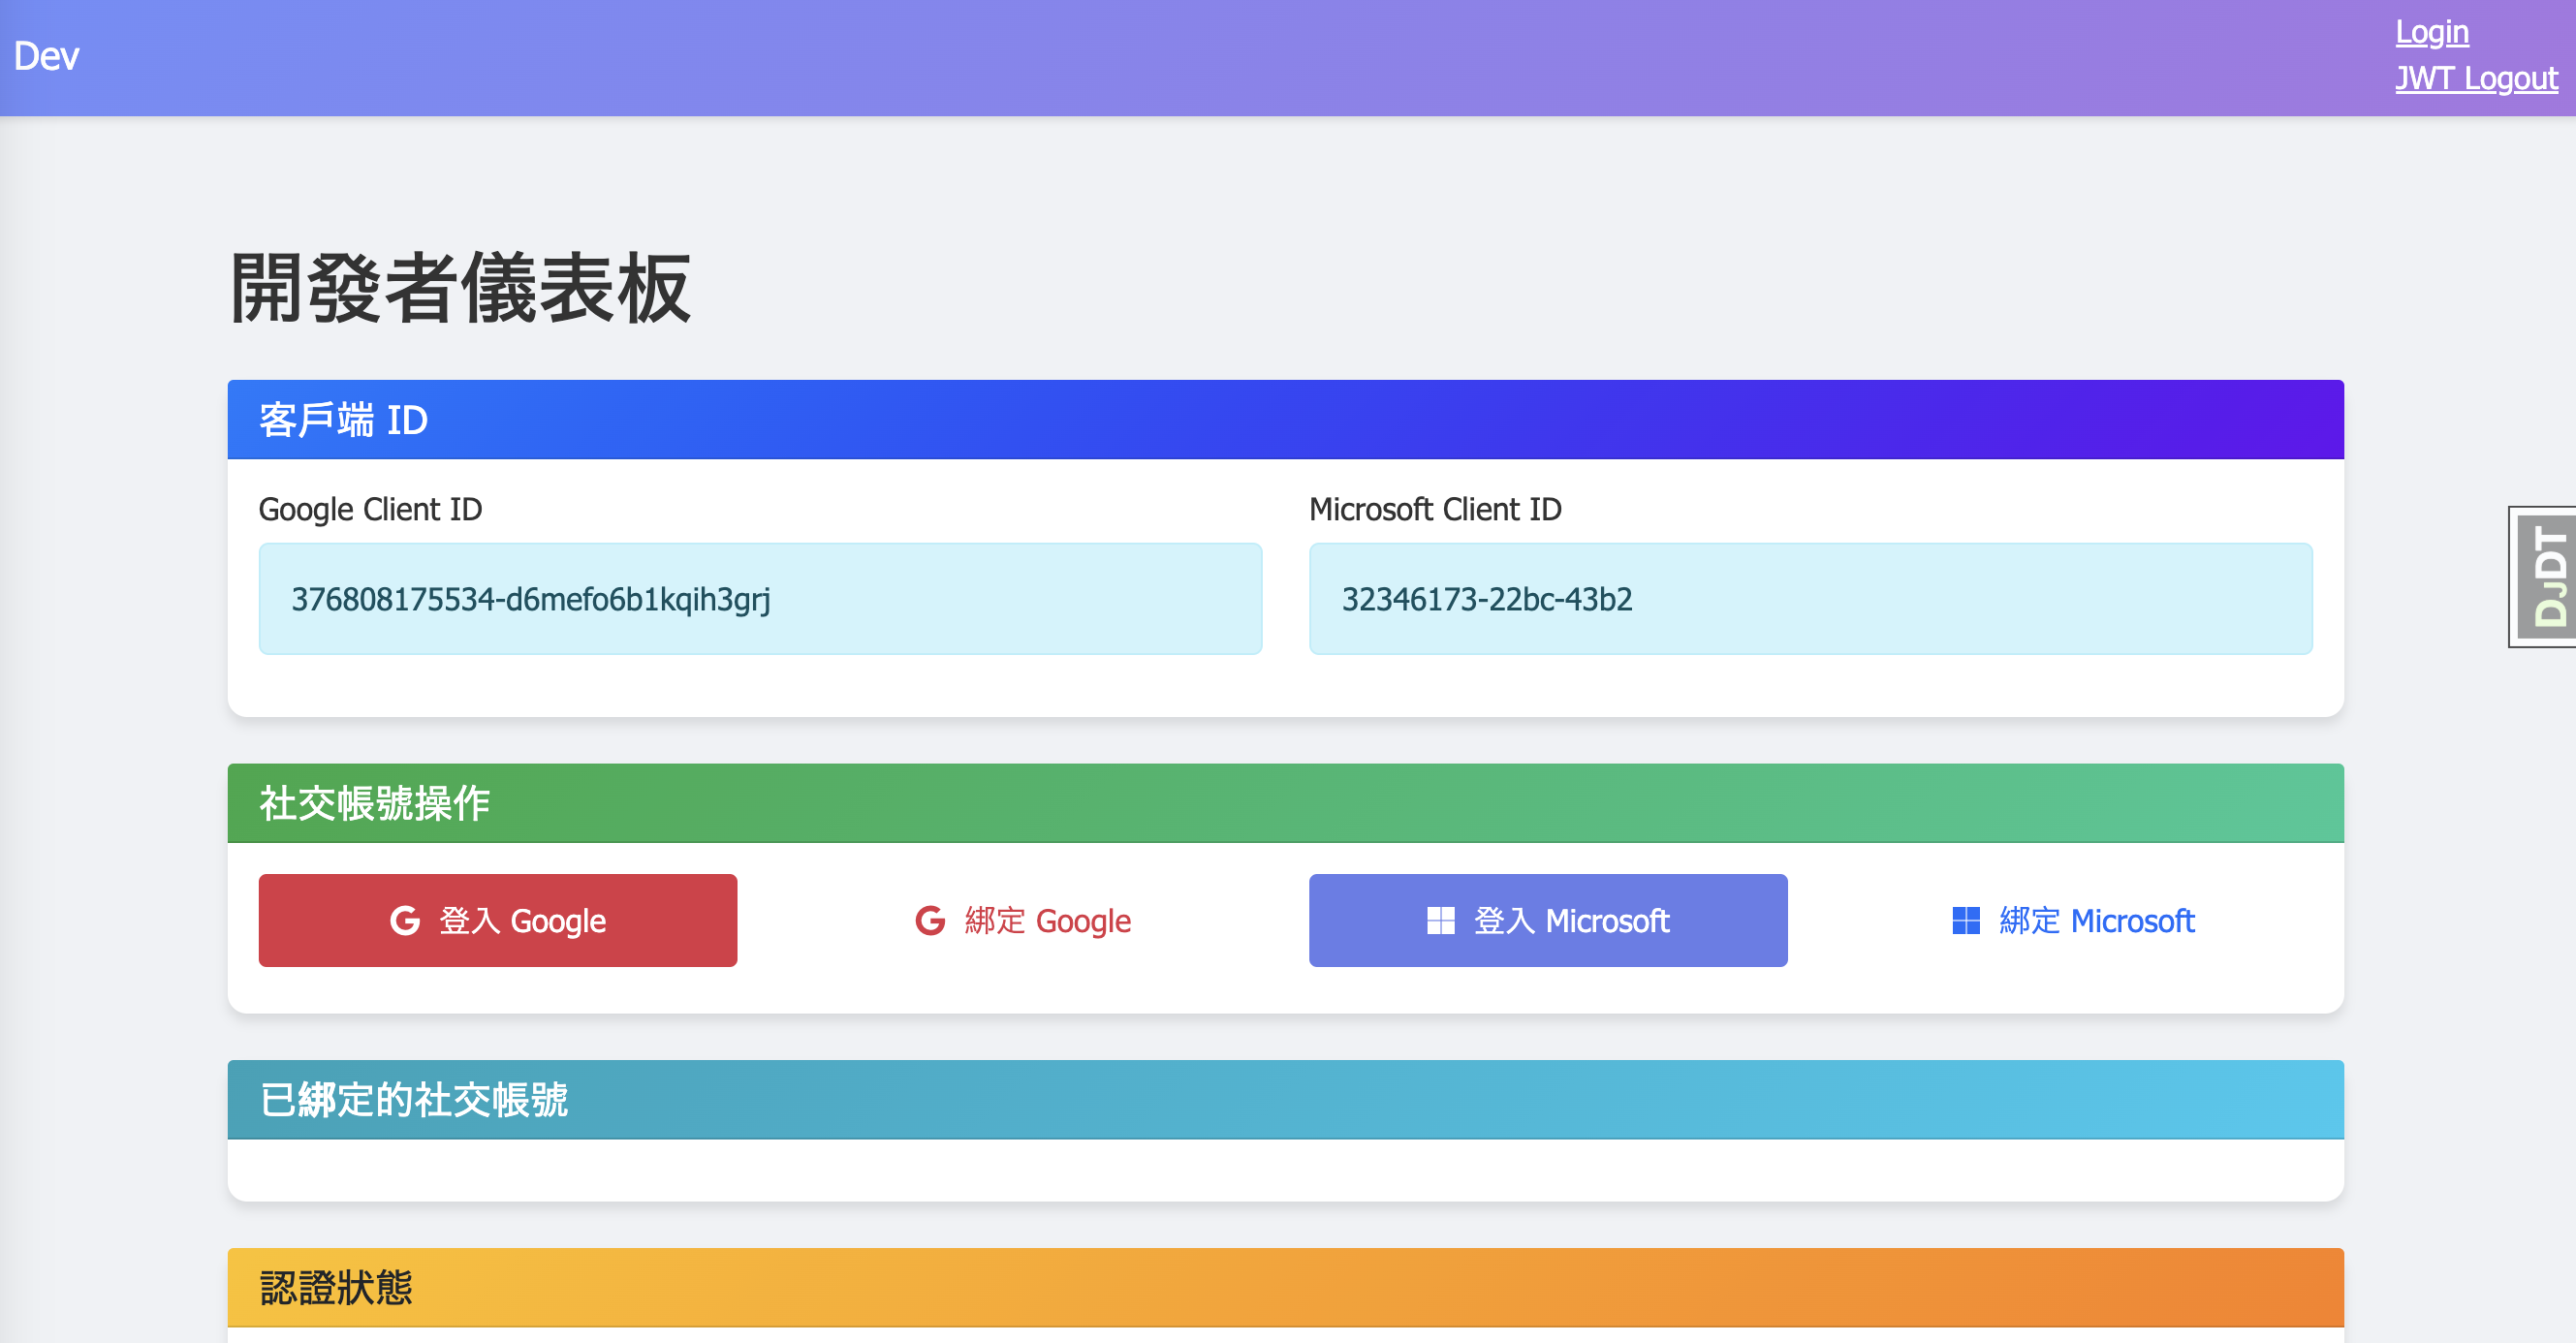 Dev
Login
JWT Logout
開發者儀表板
客戶端 ID
Google Client ID
Microsoft Client ID
376808175534-d6mefo6b1kqih3grj
32346173-22bc-43b2
DJDT
社交帳號操作
登入 Google
綁定 Google
登入 Microsoft
綁定 Microsoft
已綁定的社交帳號
認證狀態